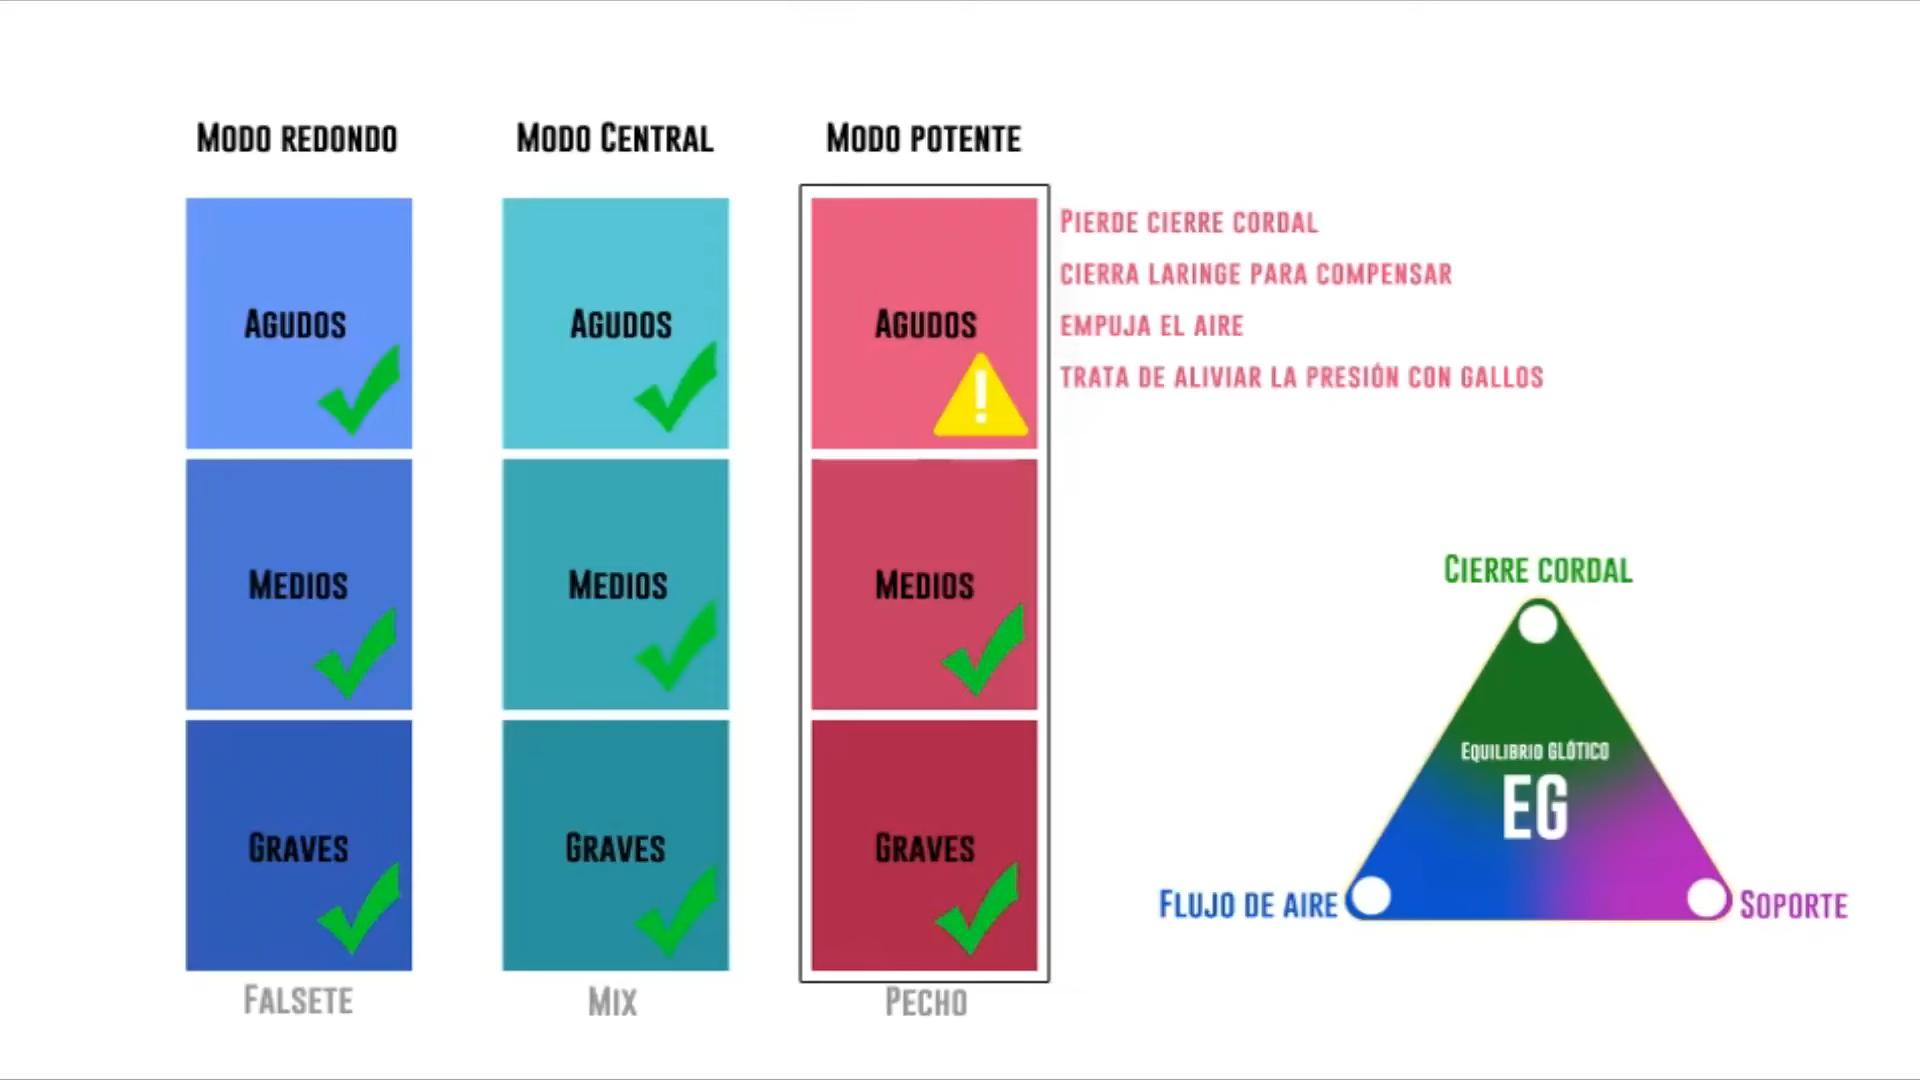 Modo redondo
Modo Central
Modo potente
Agudos
Agudos
Agudos
Pierde cierre cordal
cierra laringe para compensar
empuja el aire
trata de aliviar la presión con gallos
Medios
Medios
Medios
Graves
Graves
Graves
Falsete
Mix
Pecho
Cierre cordal
Equilibrio glótico
EG
Flujo de aire
Soporte